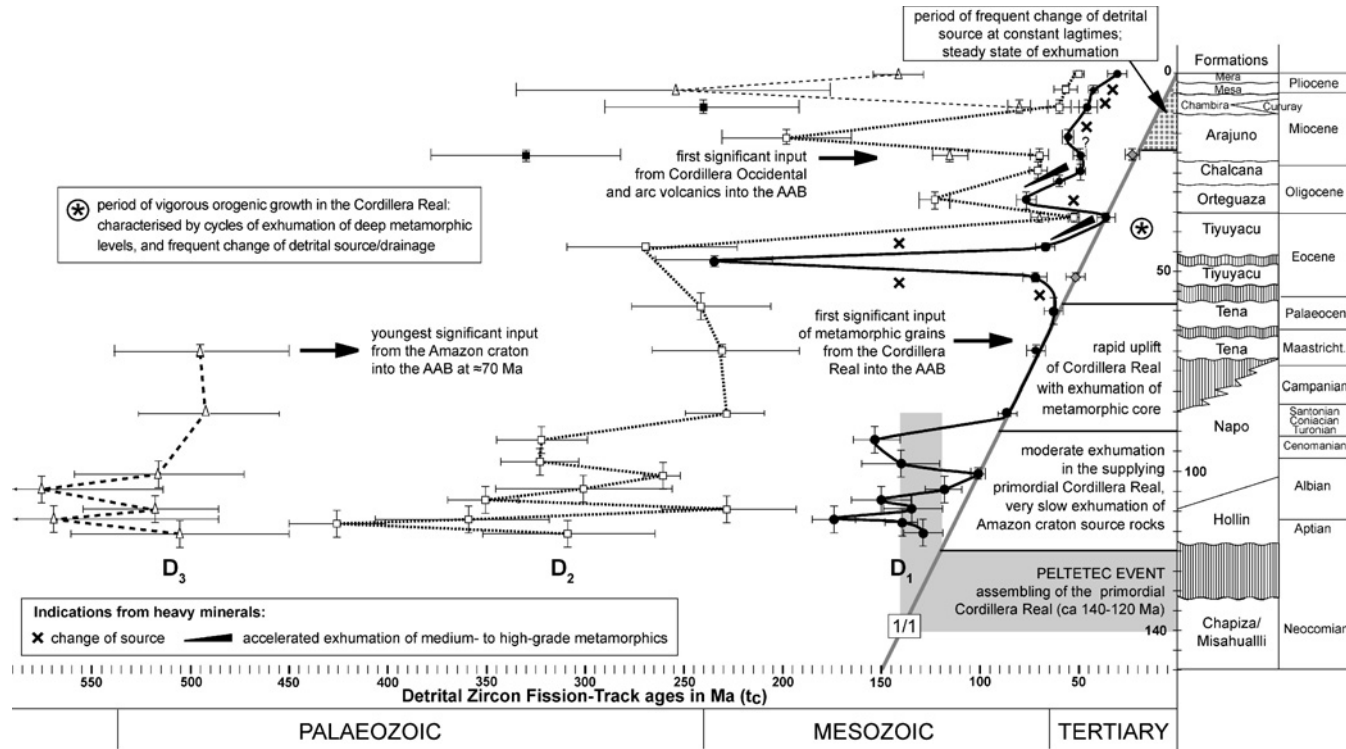 period of frequent change of detrital
source at constant lagtimes;
steady state of exhumation
Formations
0
Mera
Mesa
Pliocene
Chambira
Cururay
Miocene
Arajuno
?
first significant input
from Cordillera Occidental
and arc volcanics into the AAB
Chalcana
Oligocene
Orteguaza
period of vigorous orogenic growth in the Cordillera Real:
characterised by cycles of exhumation of deep metamorphic
levels, and frequent change of detrital source/drainage
Tiyuyacu
Eocene
50
Tiyuyacu
Tena
Palaeocen
youngest significant input
from the Amazon craton
into the AAB at ≈70 Ma
first significant input
of metamorphic grains
from the Cordillera
Real into the AAB
rapid uplift
of Cordillera Real
with exhumation of
metamorphic core
Tena
Maastricht.
Campanian
Santonian
Coniacian
Turonian
Napo
Cenomanian
moderate exhumation
in the supplying
primordial Cordillera Real,
very slow exhumation of
Amazon craton source rocks
100
Albian
Hollin
Aptian
D3
D2
D1
PELTETEC EVENT
assembling of the primordial
Cordillera Real (ca 140-120 Ma)
Indications from heavy minerals:
change of source
accelerated exhumation of medium- to high-grade metamorphics
1/1
140
Chapiza/
Misahuallli
Neocomian
550 500 450 400 350 300 250 200 150 100 50
Detrital Zircon Fission-Track ages in Ma (tc)
PALAEOZOIC
MESOZOIC
TERTIARY